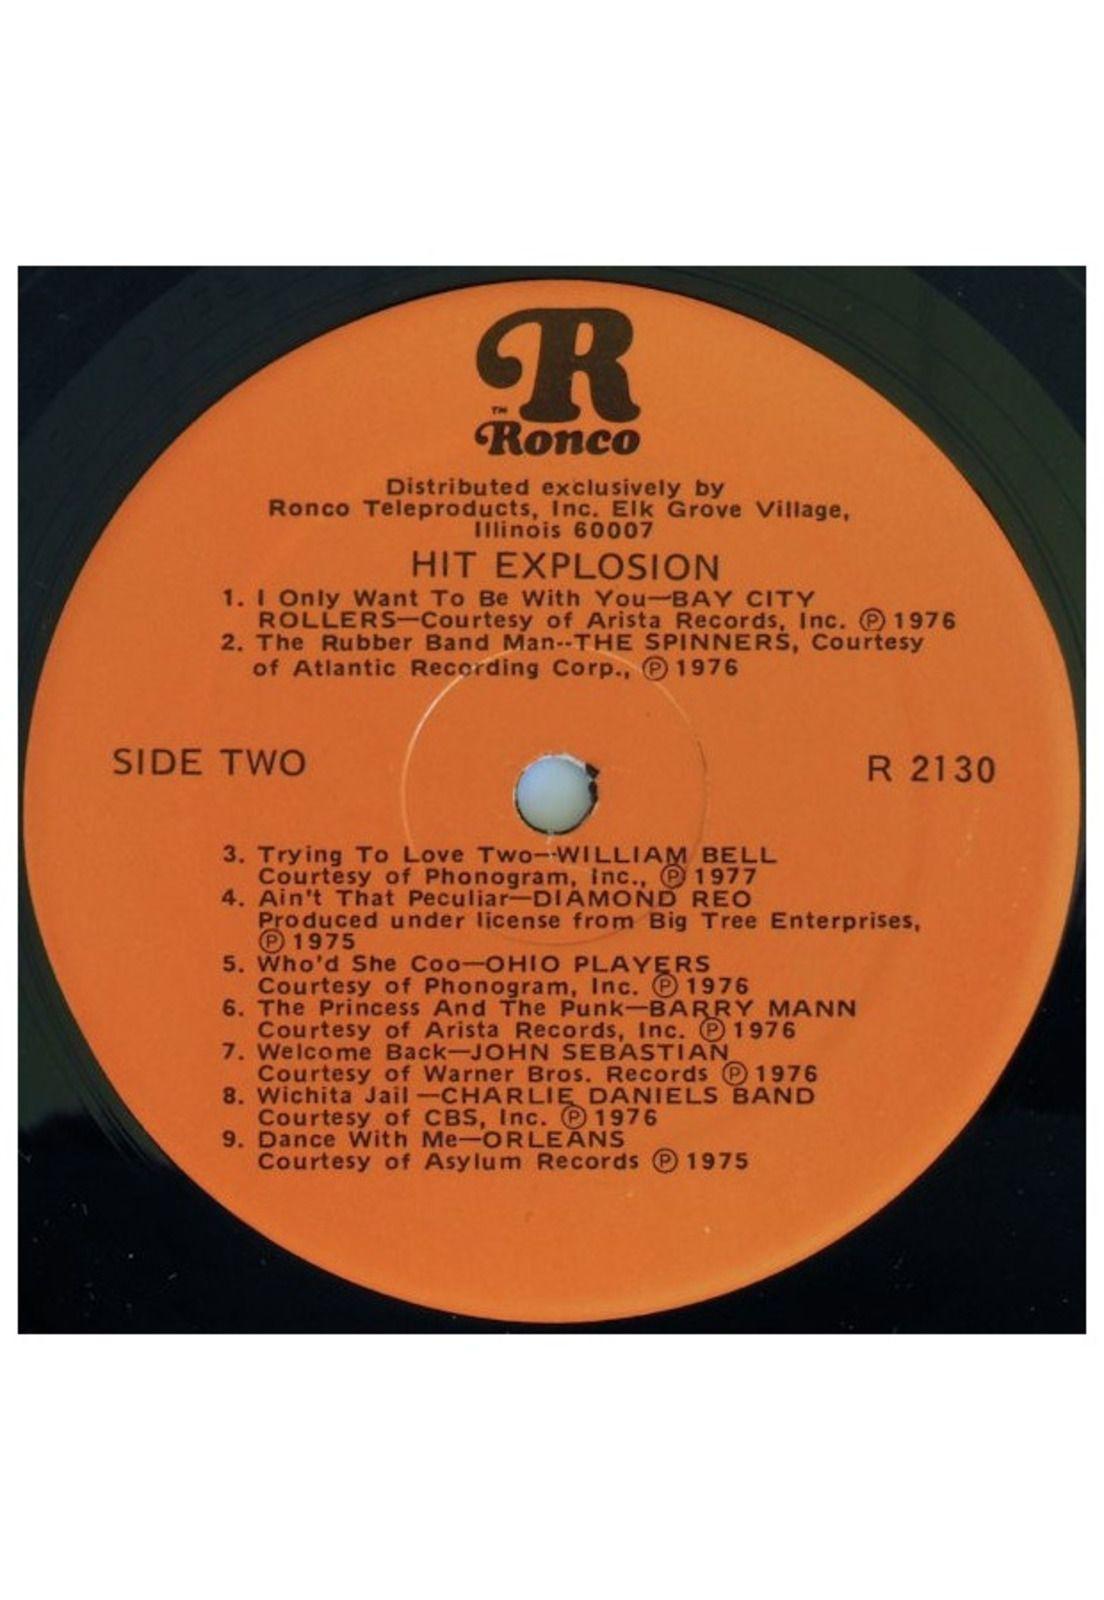 R
TM
Ronco
Distributed exclusively by
Ronco Teleproducts, Inc. Elk Grove Village,
Illinois 60007
HIT EXPLOSION
1. I Only Want To Be With You—BAY CITY
ROLLERS—Courtesy of Arista Records, Inc. ℗ 1976
2. The Rubber Band Man--THE SPINNERS, Courtesy
of Atlantic Recording Corp., ℗ 1976
SIDE TWO
R 2130
3. Trying To Love Two—WILLIAM BELL
Courtesy of Phonogram, Inc., ℗ 1977
4. Ain't That Peculiar—DIAMOND REO
Produced under license from Big Tree Enterprises,
℗ 1975
5. Who'd She Coo—OHIO PLAYERS
Courtesy of Phonogram, Inc. ℗ 1976
6. The Princess And The Punk—BARRY MANN
Courtesy of Arista Records, Inc. ℗ 1976
7. Welcome Back—JOHN SEBASTIAN
Courtesy of Warner Bros. Records ℗ 1976
8. Wichita Jail —CHARLIE DANIELS BAND
Courtesy of CBS, Inc. ℗ 1976
9. Dance With Me—ORLEANS
Courtesy of Asylum Records ℗ 1975